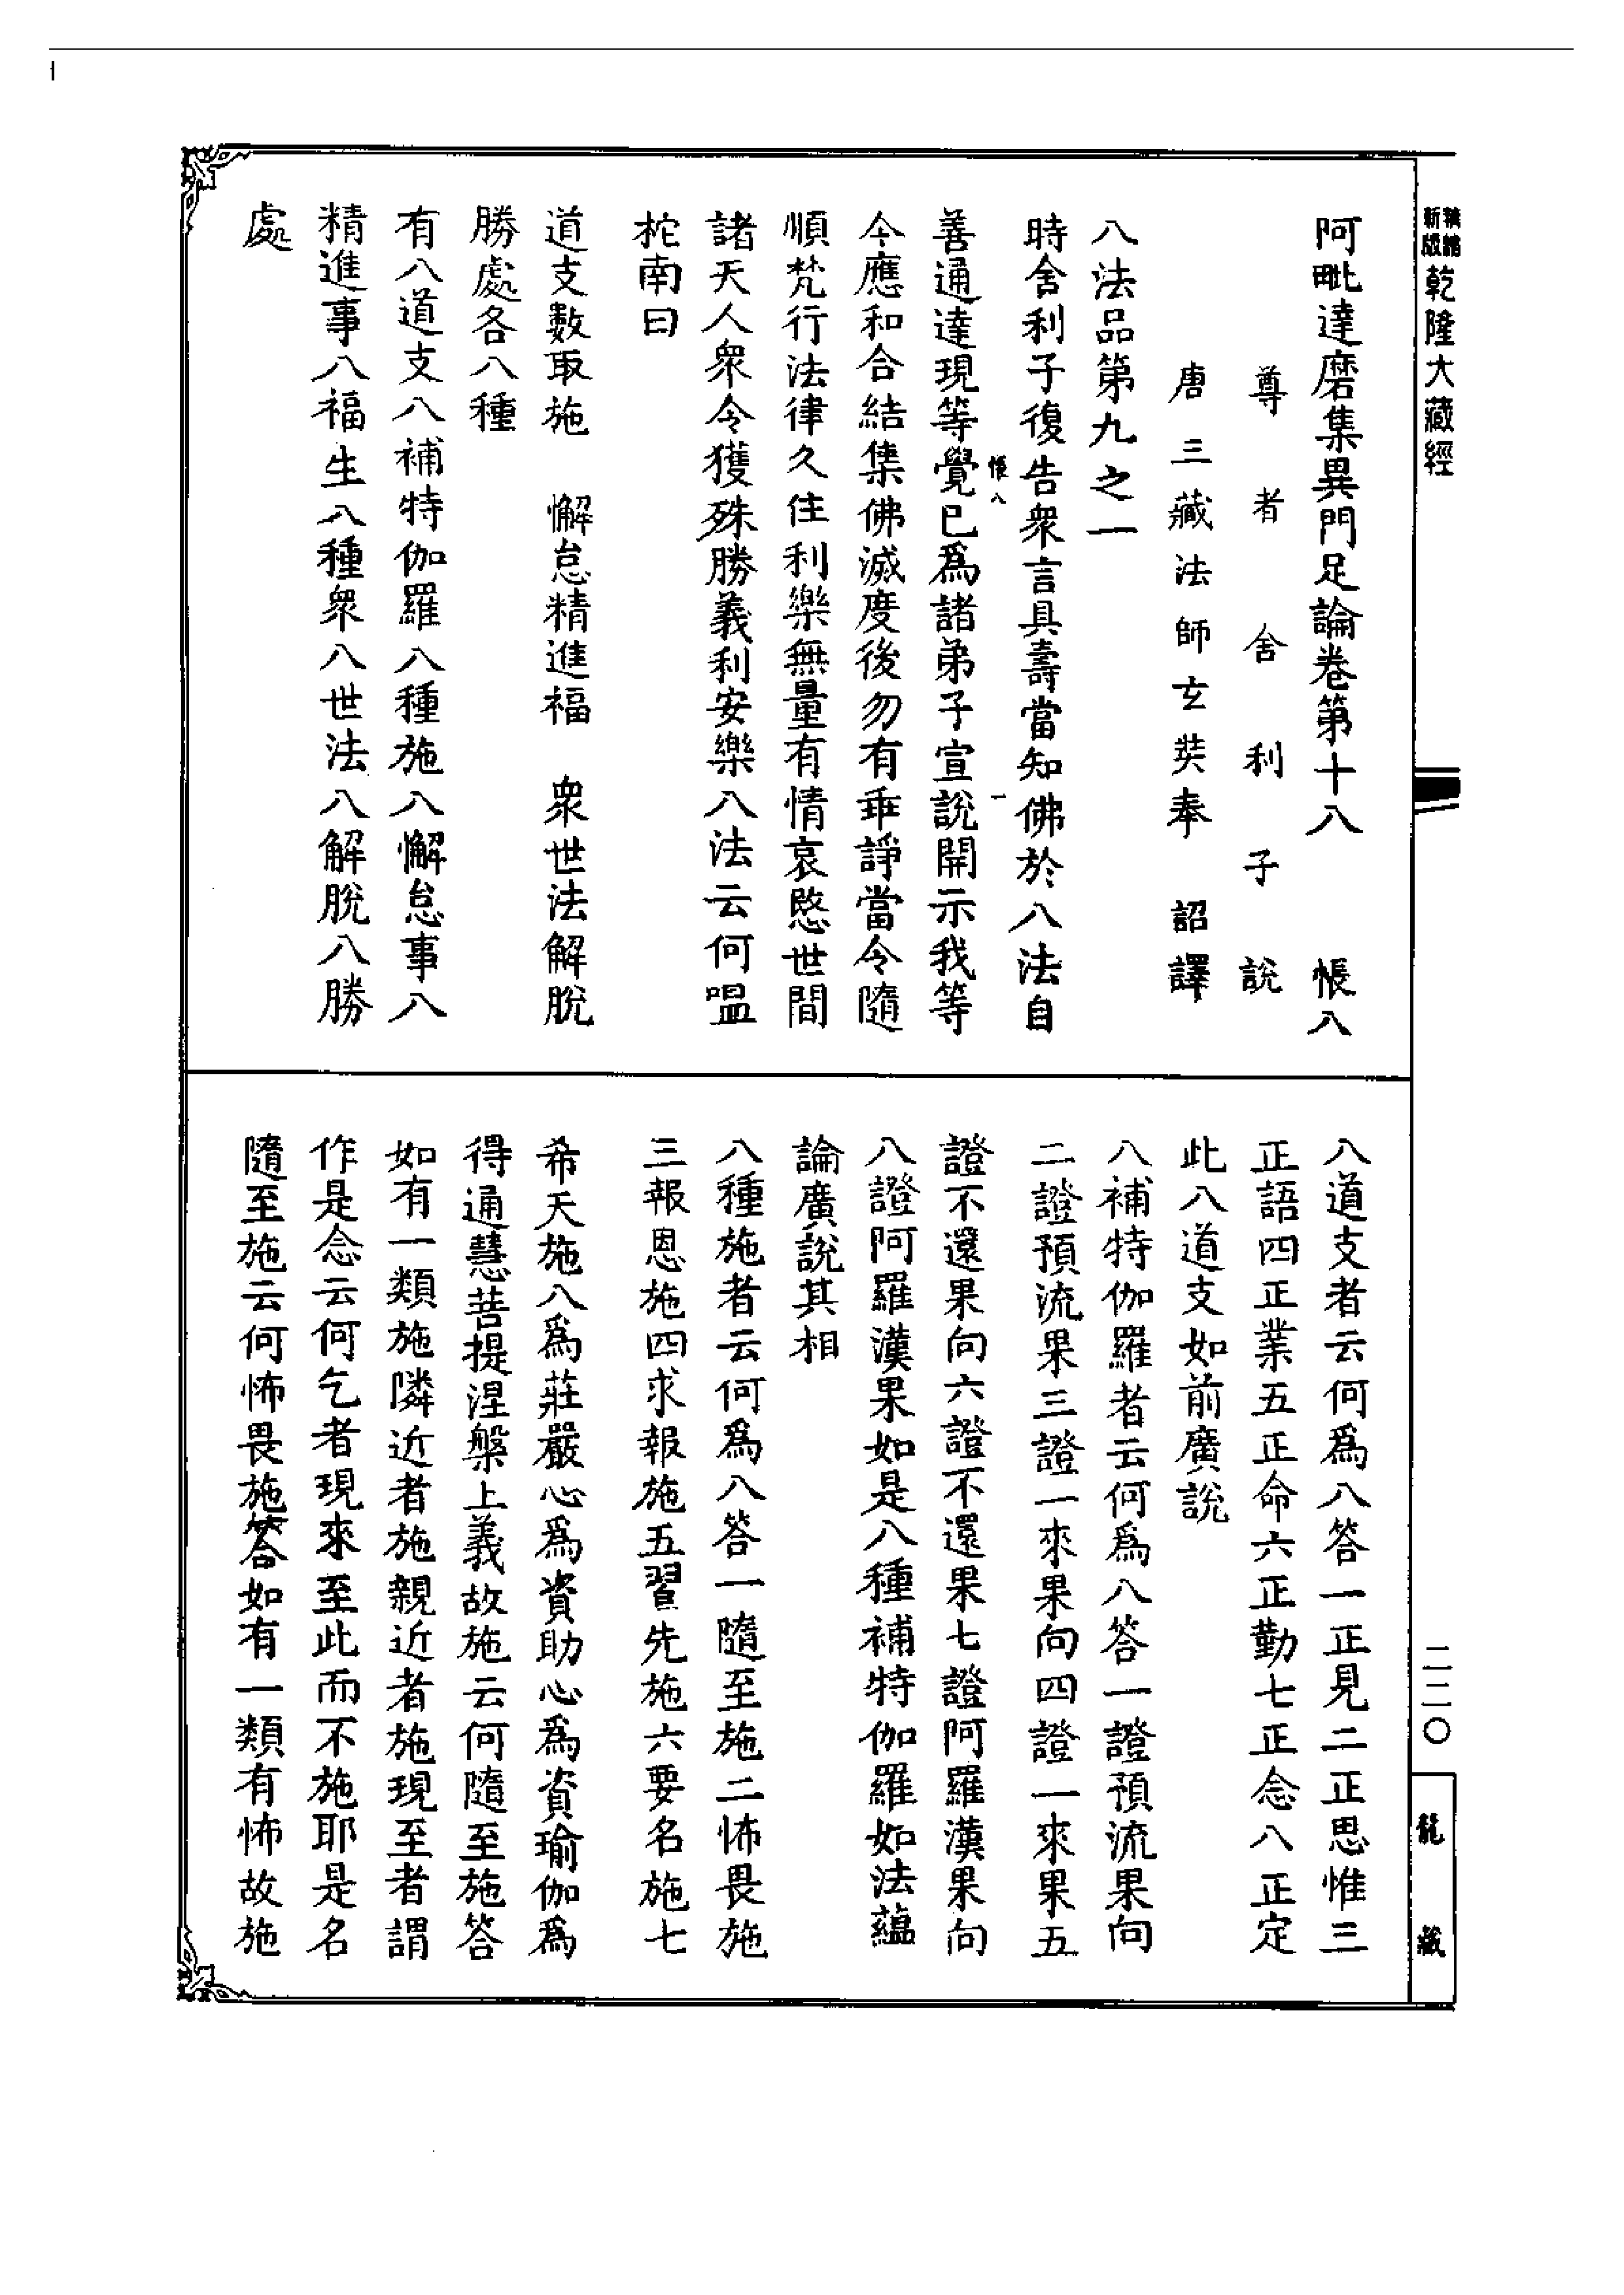 新版
乾隆大藏經
阿毗達磨集異門足論卷第十八　帳八
尊者舍利子說
唐三藏法師玄奘奉　詔譯
八法品第九之一
時舍利子復告眾言具壽當知佛於八法自
帳八　一
善通達現等覺已為諸弟子宣說開示我等
今應和合結集佛滅度後勿有乖諍當令隨
順梵行法律久住利樂無量有情哀愍世間
諸天人眾令獲殊勝義利安樂八法云何嗢
柁南曰
道支數取施　懈怠精進福　眾世法解脫
勝處各八種
有八道支八補特伽羅八種施八懈怠事八
精進事八福生八種眾八世法八解脫八勝
處
八道支者云何為八答一正見二正思惟三
正語四正業五正命六正勤七正念八正定
此八道支如前廣說
八補特伽羅者云何為八答一證預流果向
二證預流果三證一來果向四證一來果五
證不還果向六證不還果七證阿羅漢果向
八證阿羅漢果如是八種補特伽羅如法蘊
論廣說其相
八種施者云何為八答一隨至施二怖畏施
三報恩施四求報施五習先施六要名施七
希天施八為莊嚴心為資助心為資瑜伽為
得通慧菩提涅槃上義故施云何隨至施答
如有一類施隣近者施親近者施現至者謂
作是念云何乞者現來至此而不施耶是名
隨至施云何怖畏施答如有一類有怖故施
二二〇
龍藏